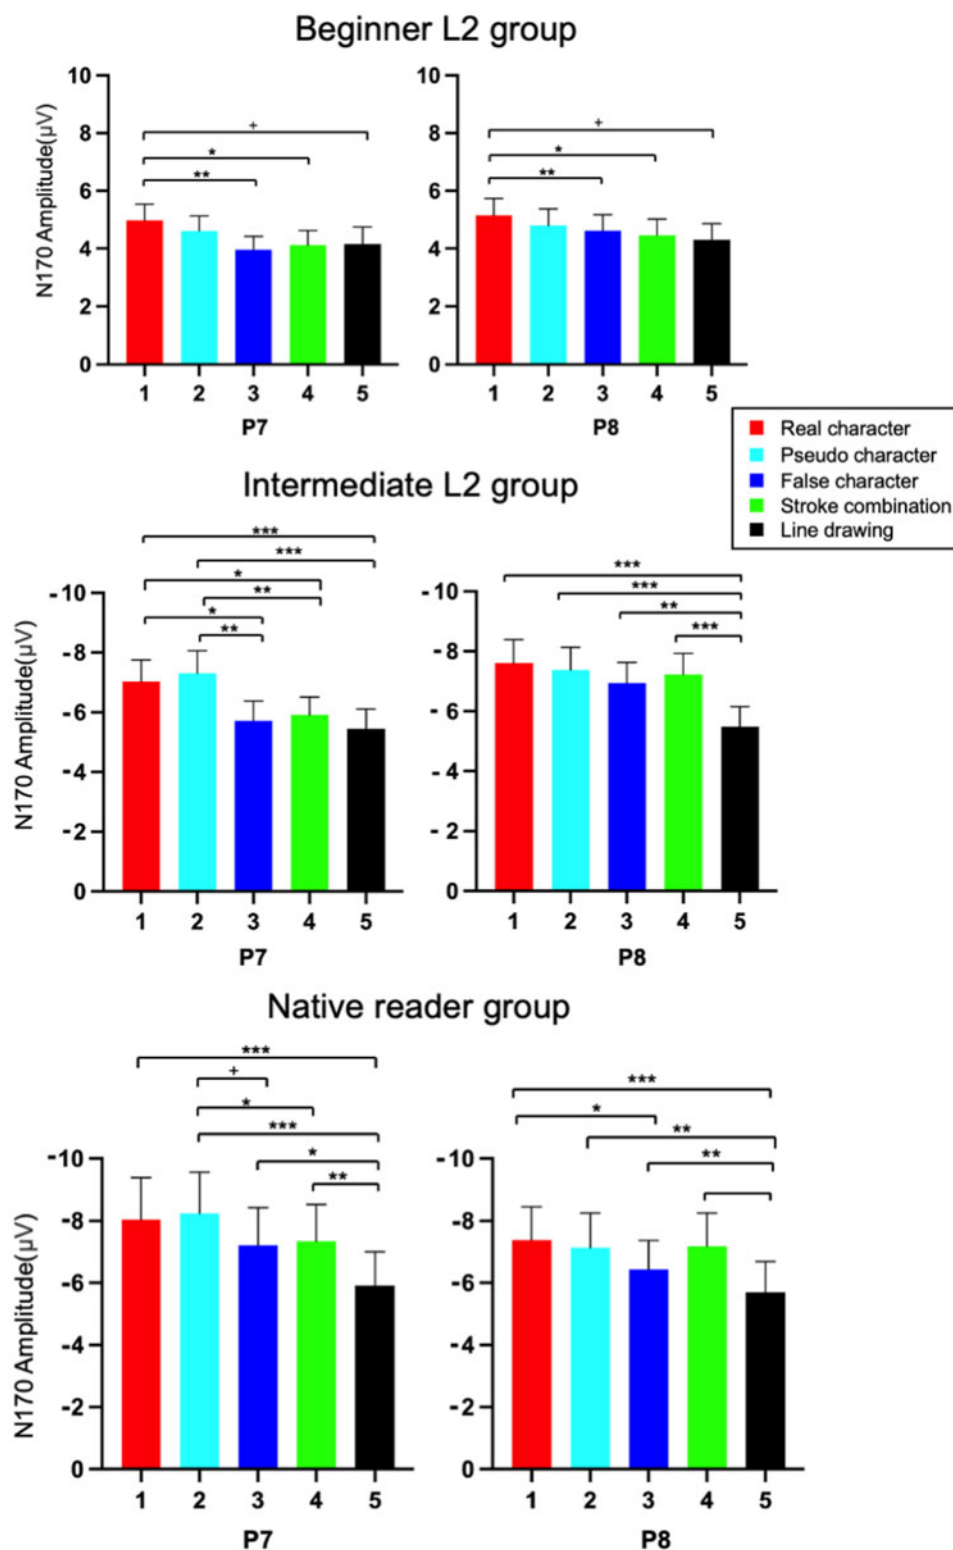 Beginner L2 group
N170 Amplitude(μV)
10
8
6
4
2
0
+
*
**
1 2 3 4 5
P7
10
8
6
4
2
0
+
*
**
1 2 3 4 5
P8
Real character
Pseudo character
False character
Stroke combination
Line drawing
Intermediate L2 group
N170 Amplitude(μV)
-10
-8
-6
-4
-2
0
***
***
*
**
*
**
1 2 3 4 5
P7
-10
-8
-6
-4
-2
0
***
***
**
***
1 2 3 4 5
P8
Native reader group
N170 Amplitude(μV)
-10
-8
-6
-4
-2
0
***
+
*
***
*
**
1 2 3 4 5
P7
-10
-8
-6
-4
-2
0
***
*
**
**
1 2 3 4 5
P8